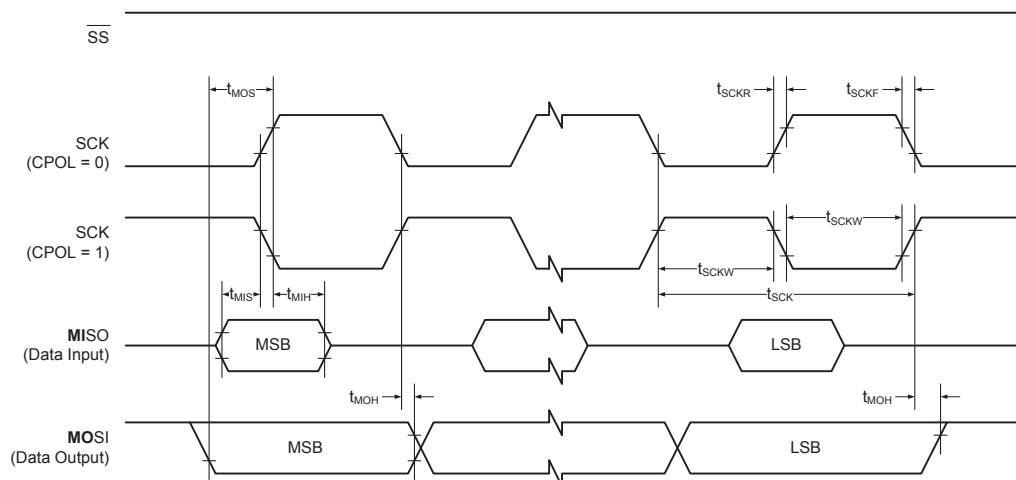 SS
tMOS
tSCKR
tSCKF
SCK
(CPOL = 0)
SCK
(CPOL = 1)
tSCKW
tSCKW
tMIS
tMIH
tSCK
MISO
(Data Input)
MSB
LSB
tMOH
tMOH
MOSI
(Data Output)
MSB
LSB